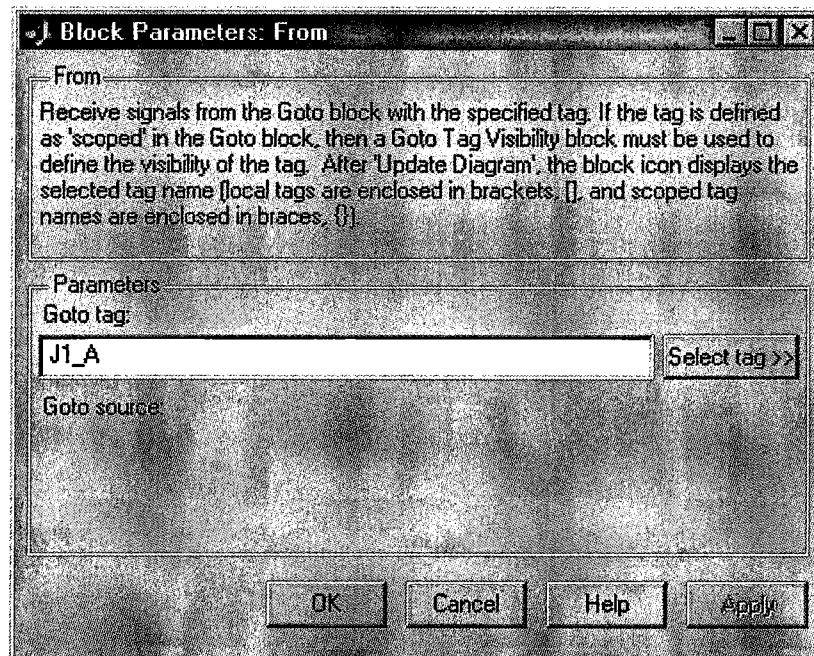 Block Parameters: From
From
Receive signals from the Goto block with the specified tag. If the tag is defined
as 'scoped' in the Goto block, then a Goto Tag Visibility block must be used to
define the visibility of the tag. After 'Update Diagram', the block icon displays the
selected tag name (local tags are enclosed in brackets, [], and scoped tag
names are enclosed in braces, {}).
Parameters
Goto tag:
J1_A
Select tag >>
Goto source:
OK
Cancel
Help
Apply